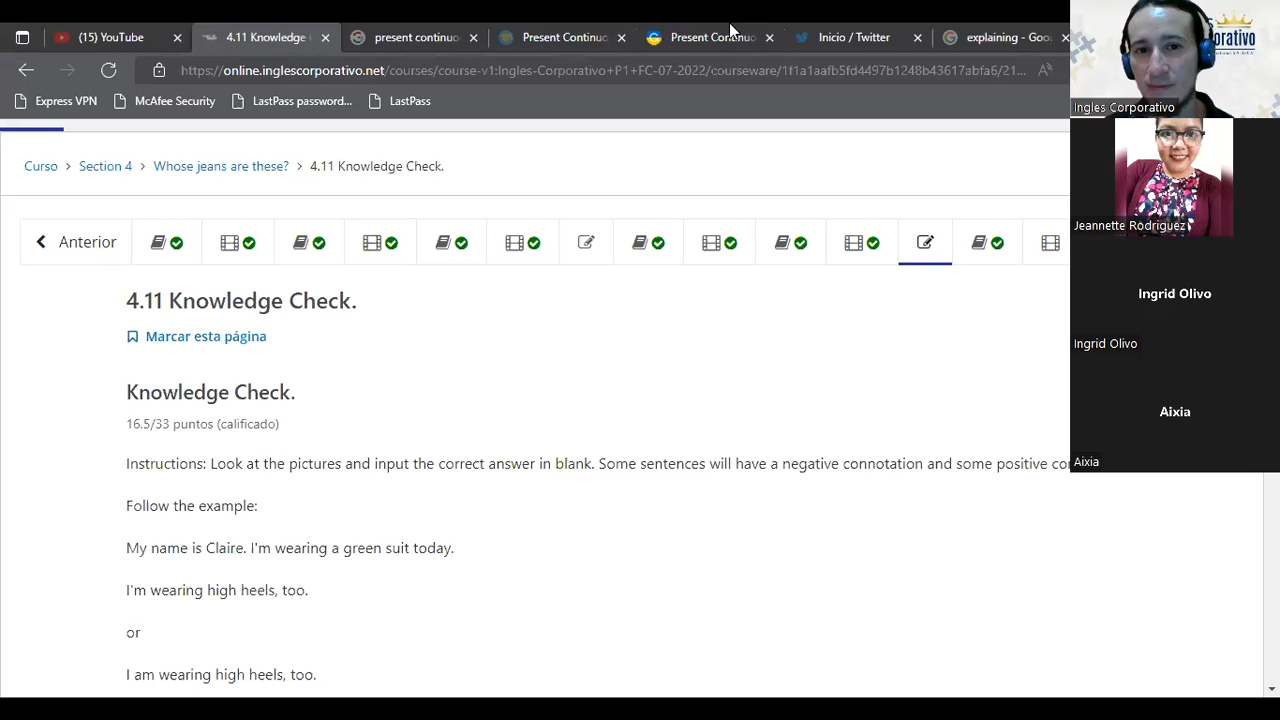 (15) YouTube
4.11 Knowledge
present continuo
Present Continuc
Present Continuo
Inicio / Twitter
explaining - Goo
https://online.inglescorporativo.net/courses/course-v1:Ingles-Corporativo+P1+FC-07-2022/courseware/1f1a1aafb5fd4497b1248b43617abfa6/21...
Express VPN
McAfee Security
LastPass password...
LastPass
Curso > Section 4 > Whose jeans are these? > 4.11 Knowledge Check.
Anterior
4.11 Knowledge Check.
Marcar esta página
Knowledge Check.
16.5/33 puntos (calificado)
Instructions: Look at the pictures and input the correct answer in blank. Some sentences will have a negative connotation and some positive co
Follow the example:
My name is Claire. I'm wearing a green suit today.
I'm wearing high heels, too.
or
I am wearing high heels, too.
Ingles Corporativo
Jeannette Rodriguez
Ingrid Olivo
Ingrid Olivo
Aixia
Aixia